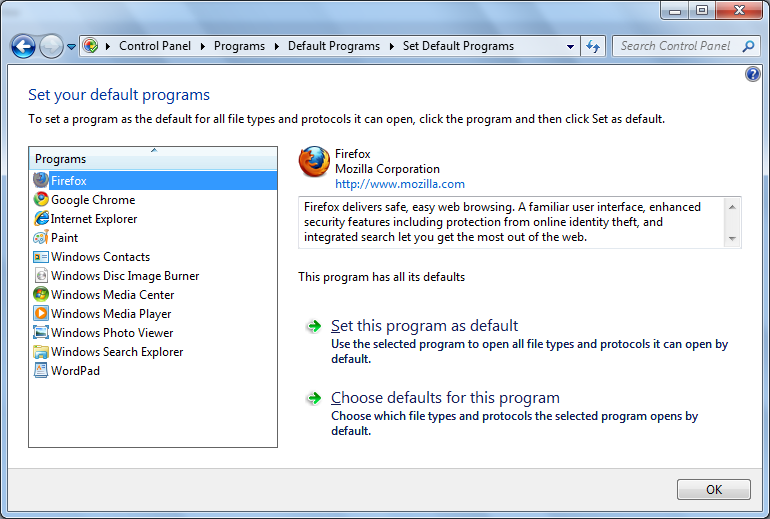 Control Panel Programs Default Programs Set Default Programs Search Control Panel
?
Set your default programs
To set a program as the default for all file types and protocols it can open, click the program and then click Set as default.
Programs
Firefox
Google Chrome
Internet Explorer
Paint
Windows Contacts
Windows Disc Image Burner
Windows Media Center
Windows Media Player
Windows Photo Viewer
Windows Search Explorer
WordPad
Firefox
Mozilla Corporation
http://www.mozilla.com
Firefox delivers safe, easy web browsing. A familiar user interface, enhanced
security features including protection from online identity theft, and
integrated search let you get the most out of the web.
This program has all its defaults
Set this program as default
Use the selected program to open all file types and protocols it can open by
default.
Choose defaults for this program
Choose which file types and protocols the selected program opens by
default.
OK